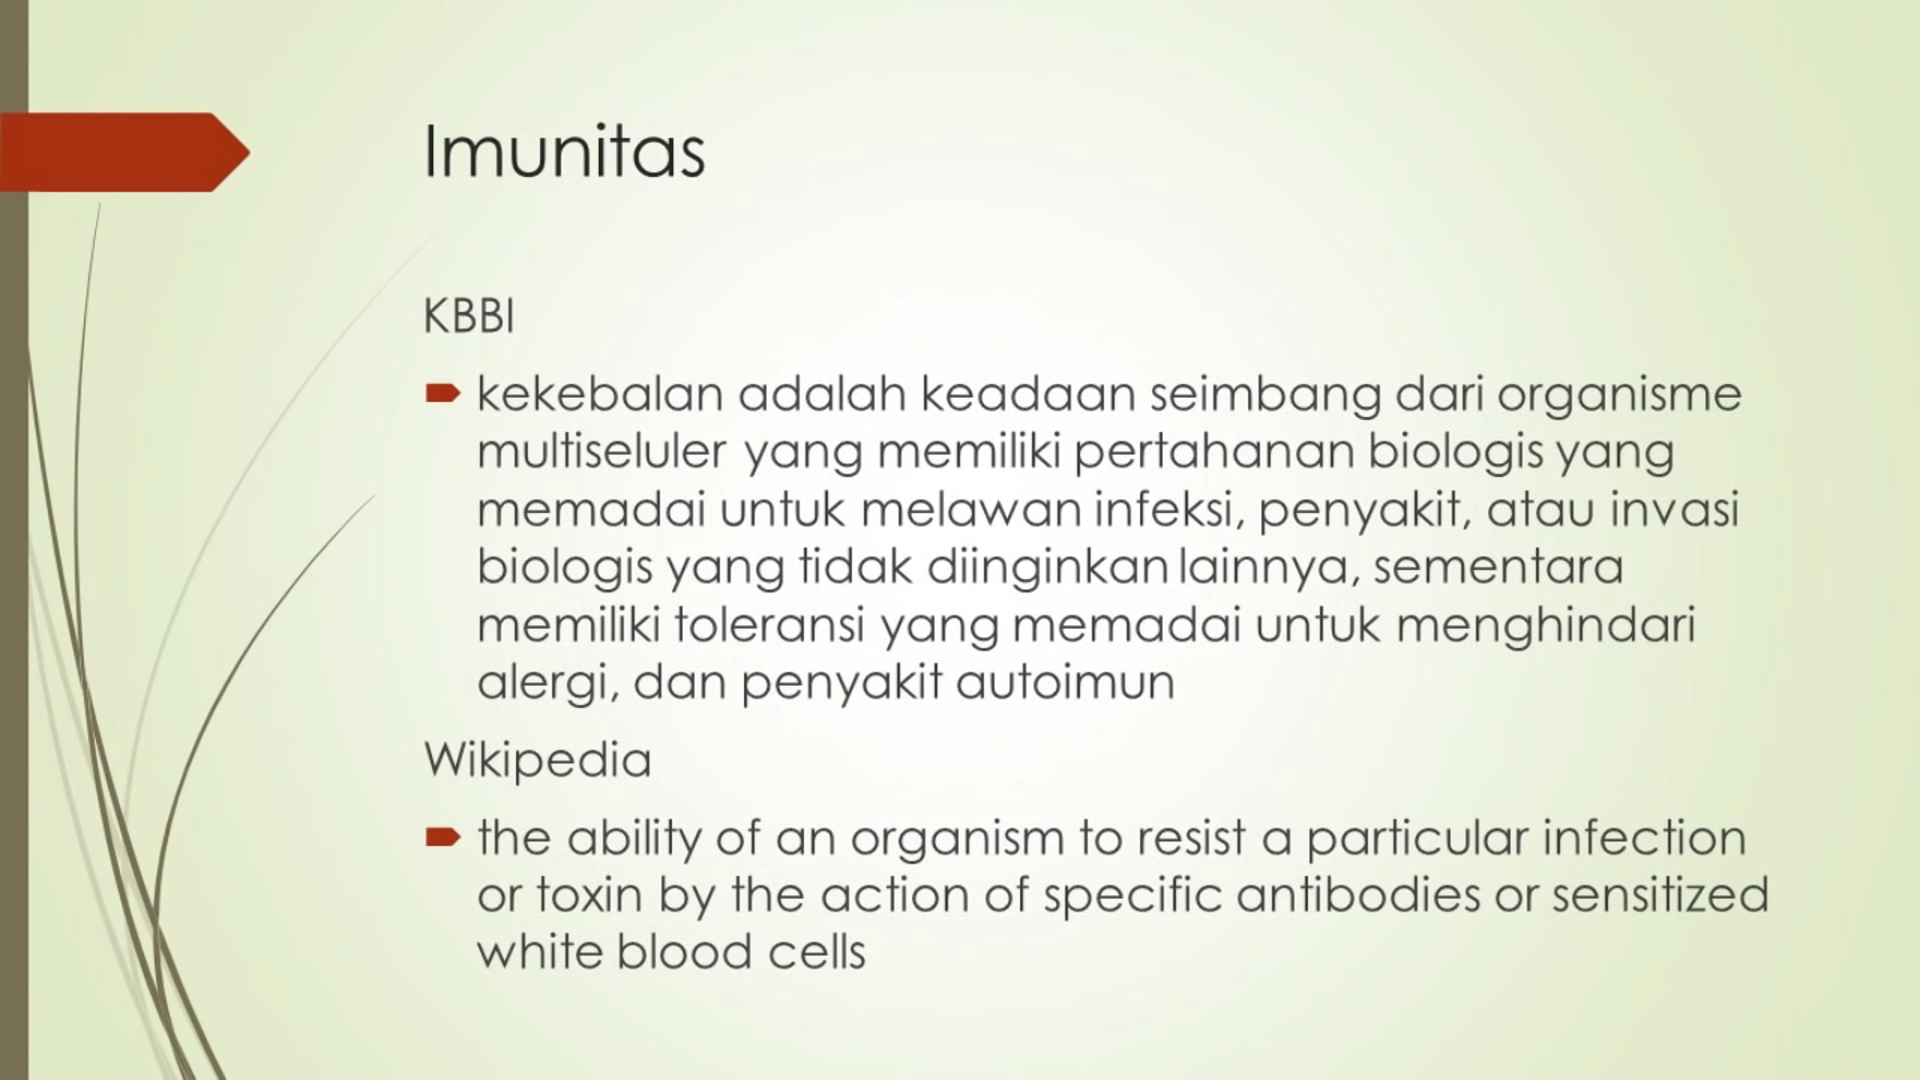 Imunitas
KBBI
kekebalan adalah keadaan seimbang dari organisme
multiseluler yang memiliki pertahanan biologis yang
memadai untuk melawan infeksi, penyakit, atau invasi
biologis yang tidak diinginkan lainnya, sementara
memiliki toleransi yang memadai untuk menghindari
alergi, dan penyakit autoimun
Wikipedia
the ability of an organism to resist a particular infection
or toxin by the action of specific antibodies or sensitized
white blood cells